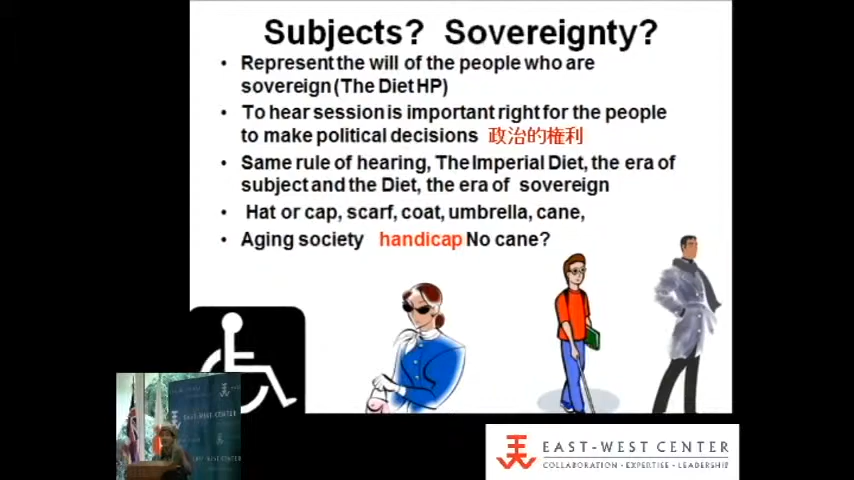 Subjects? Sovereignty?
• Represent the will of the people who are
sovereign (The Diet HP)
• To hear session is important right for the people
to make political decisions 政治的権利
• Same rule of hearing, The Imperial Diet, the era of
subject and the Diet, the era of sovereign
• Hat or cap, scarf, coat, umbrella, cane,
• Aging society handicap No cane?
EAST-WEST CENTER
EAST-WEST CENTER
COLLABORATION · EXPERTISE · LEADERSHIP